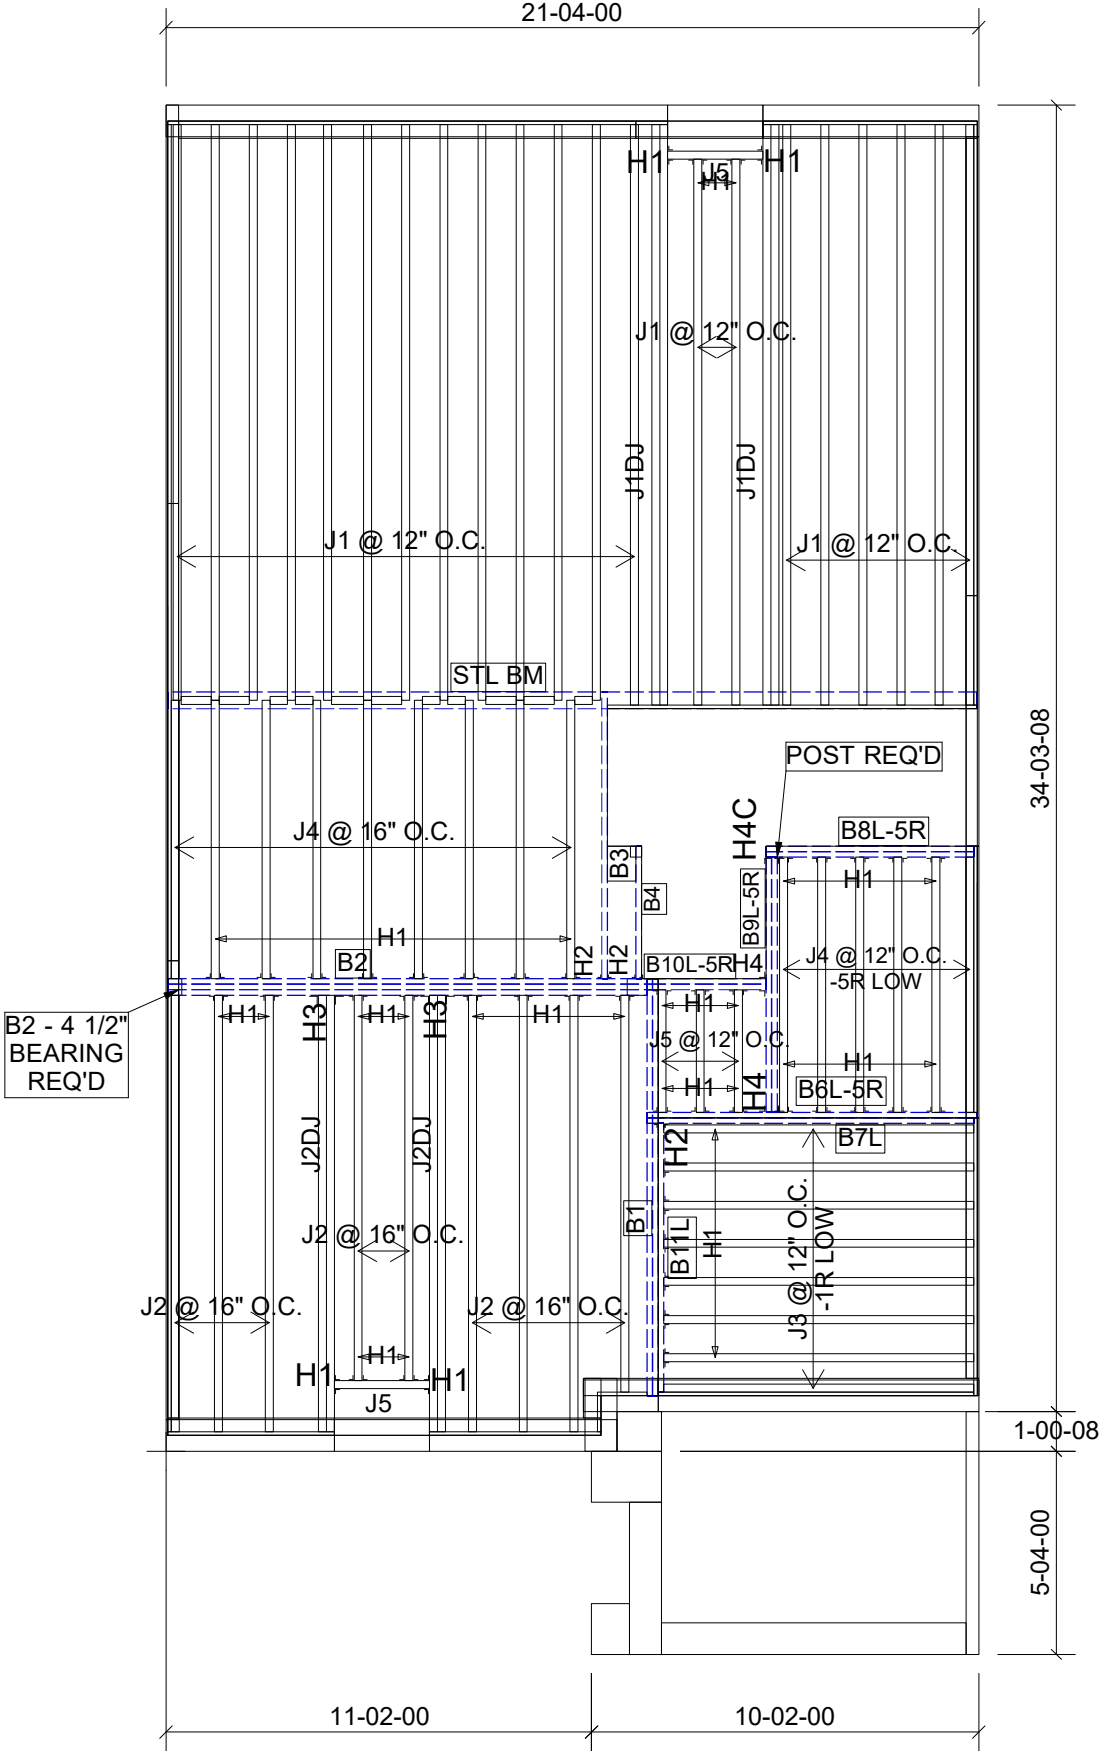 21-04-00
H1
H1
J5
H1
J1 @ 12" O.C.
J1DJ
J1DJ
J1 @ 12" O.C.
J1 @ 12" O.C.
STL BM
POST REQ'D
34-03-08
J4 @ 16" O.C.
H4C
B8L-5R
B3
H1
B4
B9L-5R
H1
B2
H2
H2
B10L-5R
H4
J4 @ 12" O.C.
-5R LOW
B2 - 4 1/2"
BEARING
REQ'D
H1
H3
H1
H3
H1
H1
J5 @ 12" O.C.
H1
H1
H4
B6L-5R
J2DJ
J2DJ
H2
B7L
B1
B11L
H1
J3 @ 12" O.C.
-1R LOW
J2 @ 16" O.C.
J2 @ 16" O.C.
J2 @ 16" O.C.
H1
H1
H1
J5
1-00-08
5-04-00
11-02-00
10-02-00